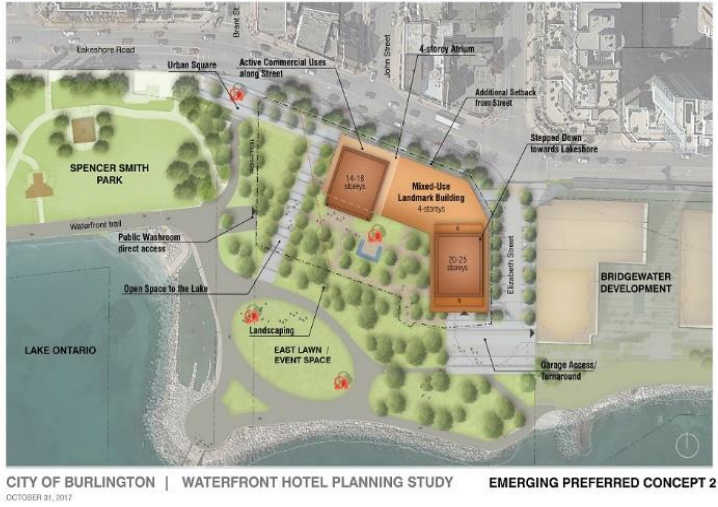 Brant St.
Lakeshore Road
John Street
Urban Square
Active Commercial Uses
along Street
4-storey Atrium
Additional Setback
from Street
Stepped Down
towards Lakeshore
SPENCER SMITH
PARK
14-18
storeys
Mixed-Use
Landmark Building
4-storeys
Waterfront trail
Public Washroom
direct access
20-25
storeys
Elizabeth Street
BRIDGEWATER
DEVELOPMENT
Open Space to the Lake
Landscaping
LAKE ONTARIO
EAST LAWN /
EVENT SPACE
Garage Access/
Turnaround
CITY OF BURLINGTON | WATERFRONT HOTEL PLANNING STUDY
EMERGING PREFERRED CONCEPT 2
OCTOBER 31, 2017